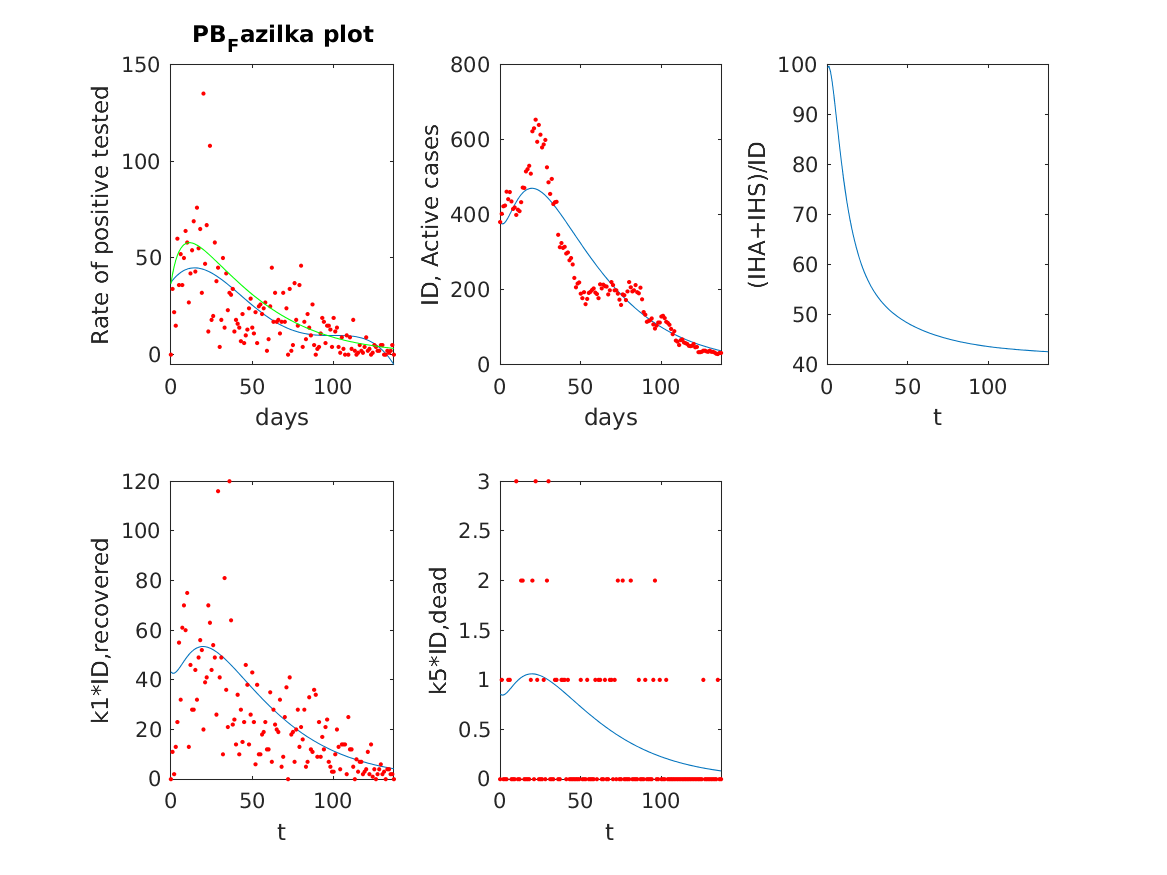 PB_Fazilka plot
150
100
50
0
Rate of positive tested
0 50 100
days
800
600
400
200
0
ID, Active cases
0 50 100
days
100
90
80
70
60
50
40
(IHA+IHS)/ID
0 50 100
t
120
100
80
60
40
20
0
k1*ID,recovered
0 50 100
t
3
2.5
2
1.5
1
0.5
0
k5*ID,dead
0 50 100
t